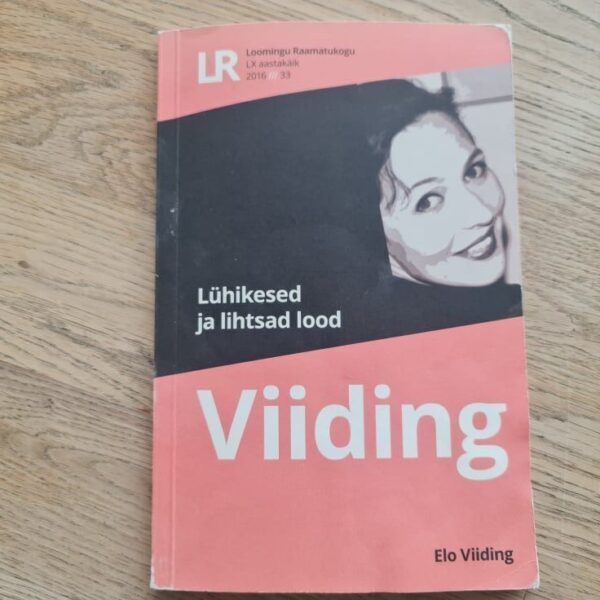 LR
Loomingu Raamatukogu
LX aastakäik
2016 /// 33
Lühikesed
ja lihtsad lood
Viiding
Elo Viiding